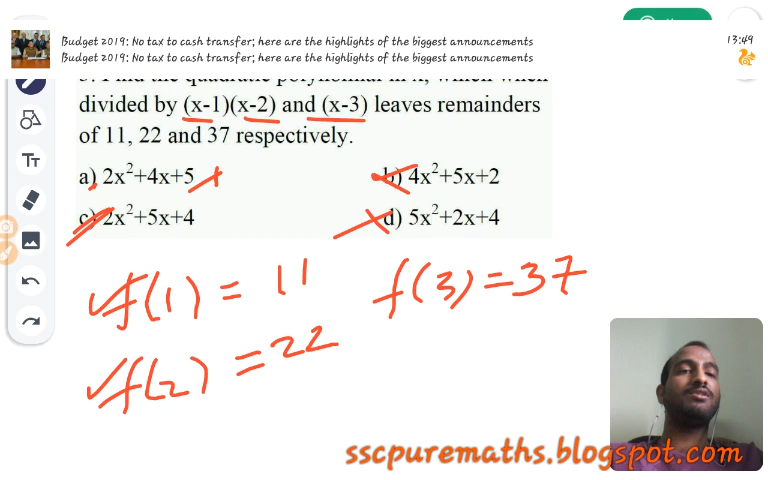 Budget 2019: No tax to cash transfer; here are the highlights of the biggest announcements
Budget 2019: No tax to cash transfer; here are the highlights of the biggest announcements
13:49
divided by (x-1)(x-2) and (x-3) leaves remainders
of 11, 22 and 37 respectively.
a) 2x²+4x+5 b) 4x²+5x+2
c) 2x²+5x+4 d) 5x²+2x+4
f(1) = 11 f(3) = 37
f(2) = 22
TT
sscpuremaths.blogspot.com